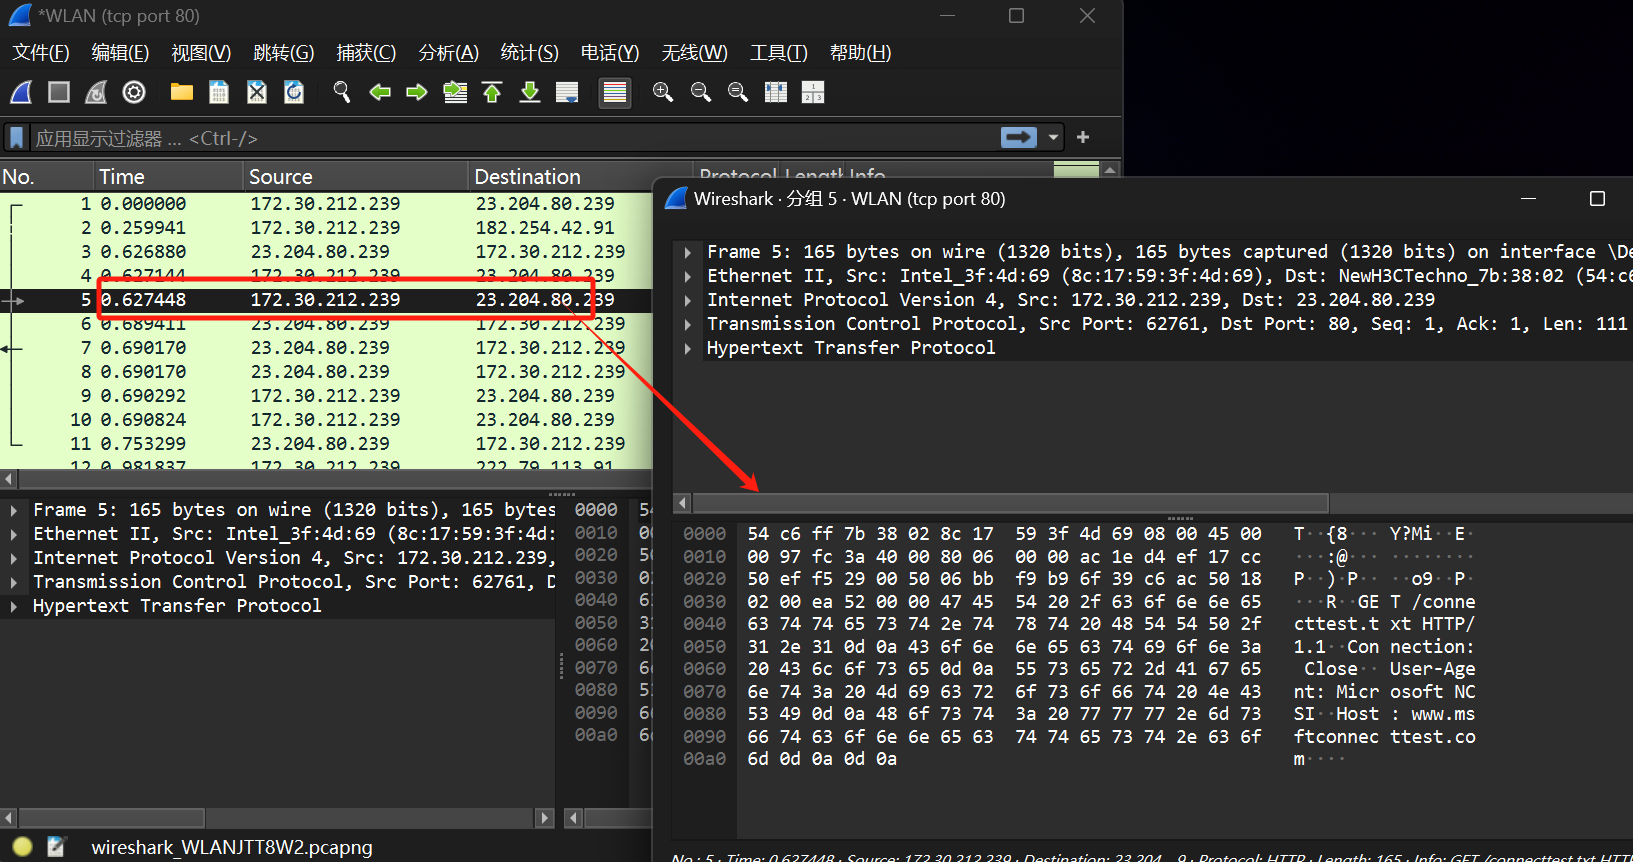 *WLAN (tcp port 80)
文件(F) 编辑(E) 视图(V) 跳转(G) 捕获(C) 分析(A) 统计(S) 电话(Y) 无线(W) 工具(T) 帮助(H)
应用显示过滤器 … <Ctrl-/>
No. Time Source Destination Protocol Length Info
1 0.000000 172.30.212.239 23.204.80.239
2 0.259941 172.30.212.239 182.254.42.91
3 0.626880 23.204.80.239 172.30.212.239
4 0.627144 172.30.212.239 23.204.80.239
5 0.627448 172.30.212.239 23.204.80.239
6 0.689411 23.204.80.239 172.30.212.239
7 0.690170 23.204.80.239 172.30.212.239
8 0.690170 23.204.80.239 172.30.212.239
9 0.690292 172.30.212.239 23.204.80.239
10 0.690824 172.30.212.239 23.204.80.239
11 0.753299 23.204.80.239 172.30.212.239
12 0.981837 172.30.212.239 222.79.113.91
Frame 5: 165 bytes on wire (1320 bits), 165 bytes
Ethernet II, Src: Intel_3f:4d:69 (8c:17:59:3f:4d:
Internet Protocol Version 4, Src: 172.30.212.239,
Transmission Control Protocol, Src Port: 62761, D
Hypertext Transfer Protocol
0000 54
0010 00
0020 50
0030 02
0040 63
0050 31
0060 20
0070 6e
0080 53
0090 66
00a0 6d
wireshark_WLANJTT8W2.pcapng
Wireshark · 分组 5 · WLAN (tcp port 80)
Frame 5: 165 bytes on wire (1320 bits), 165 bytes captured (1320 bits) on interface \De
Ethernet II, Src: Intel_3f:4d:69 (8c:17:59:3f:4d:69), Dst: NewH3CTechno_7b:38:02 (54:c6
Internet Protocol Version 4, Src: 172.30.212.239, Dst: 23.204.80.239
Transmission Control Protocol, Src Port: 62761, Dst Port: 80, Seq: 1, Ack: 1, Len: 111
Hypertext Transfer Protocol
0000 54 c6 ff 7b 38 02 8c 17 59 3f 4d 69 08 00 45 00 T··{8··· Y?Mi··E·
0010 00 97 fc 3a 40 00 80 06 00 00 ac 1e d4 ef 17 cc ···:@··· ········
0020 50 ef f5 29 00 50 06 bb f9 b9 6f 39 c6 ac 50 18 P··)·P·· ··o9··P·
0030 02 00 ea 52 00 00 47 45 54 20 2f 63 6f 6e 6e 65 ···R··GE T /conne
0040 63 74 74 65 73 74 2e 74 78 74 20 48 54 54 50 2f cttest.t xt HTTP/
0050 31 2e 31 0d 0a 43 6f 6e 6e 65 63 74 69 6f 6e 3a 1.1··Con nection:
0060 20 43 6c 6f 73 65 0d 0a 55 73 65 72 2d 41 67 65 Close·· User-Age
0070 6e 74 3a 20 4d 69 63 72 6f 73 6f 66 74 20 4e 43 nt: Micr osoft NC
0080 53 49 0d 0a 48 6f 73 74 3a 20 77 77 77 2e 6d 73 SI··Host : www.ms
0090 66 74 63 6f 6e 6e 65 63 74 74 65 73 74 2e 63 6f ftconnec ttest.co
00a0 6d 0d 0a 0d 0a m····
No.: 5 · Time: 0.627448 · Source: 172.30.212.239 · Destination: 23.204…9 · Protocol: HTTP · Length: 165 · Info: GET /connecttest.txt HTTP